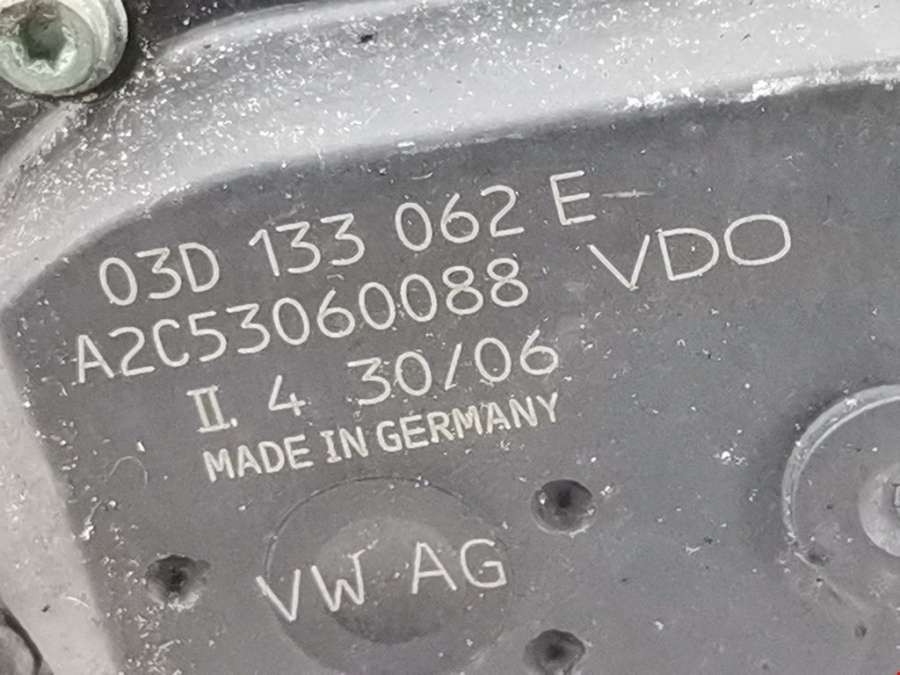 03D 133 062 E
VDO
A2C53060088
II. 4 30/06
MADE IN GERMANY
VW AG